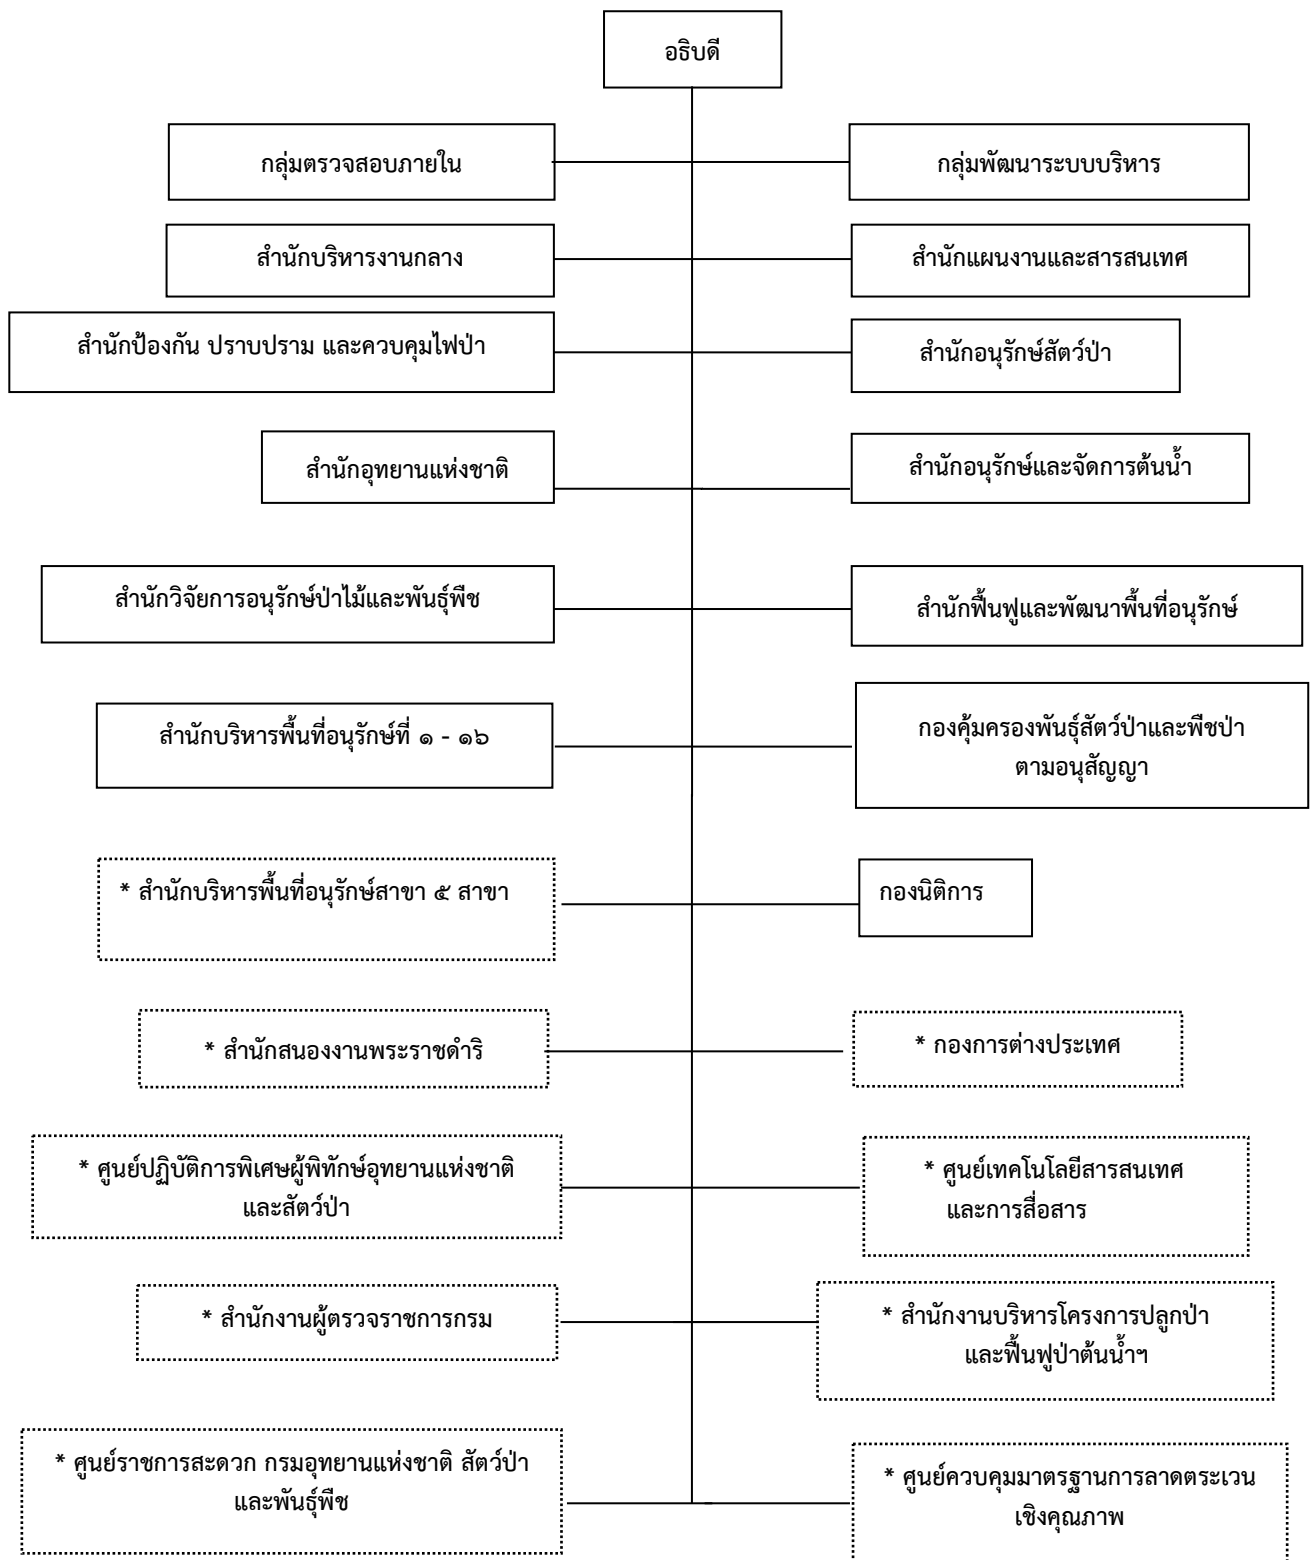 อธิบดี
กลุ่มตรวจสอบภายใน
กลุ่มพัฒนาระบบบริหาร
สำนักบริหารงานกลาง
สำนักแผนงานและสารสนเทศ
สำนักป้องกัน ปราบปราม และควบคุมไฟป่า
สำนักอนุรักษ์สัตว์ป่า
สำนักอุทยานแห่งชาติ
สำนักอนุรักษ์และจัดการต้นน้ำ
สำนักวิจัยการอนุรักษ์ป่าไม้และพันธุ์พืช
สำนักฟื้นฟูและพัฒนาพื้นที่อนุรักษ์
สำนักบริหารพื้นที่อนุรักษ์ที่ ๑ - ๑๖
กองคุ้มครองพันธุ์สัตว์ป่าและพืชป่า
ตามอนุสัญญา
* สำนักบริหารพื้นที่อนุรักษ์สาขา ๕ สาขา
กองนิติการ
* สำนักสนองงานพระราชดำริ
* กองการต่างประเทศ
* ศูนย์ปฏิบัติการพิเศษผู้พิทักษ์อุทยานแห่งชาติ
และสัตว์ป่า
* ศูนย์เทคโนโลยีสารสนเทศ
และการสื่อสาร
* สำนักงานผู้ตรวจราชการกรม
* สำนักงานบริหารโครงการปลูกป่า
และฟื้นฟูป่าต้นน้ำฯ
* ศูนย์ราชการสะดวก กรมอุทยานแห่งชาติ สัตว์ป่า
และพันธุ์พืช
* ศูนย์ควบคุมมาตรฐานการลาดตระเวน
เชิงคุณภาพ